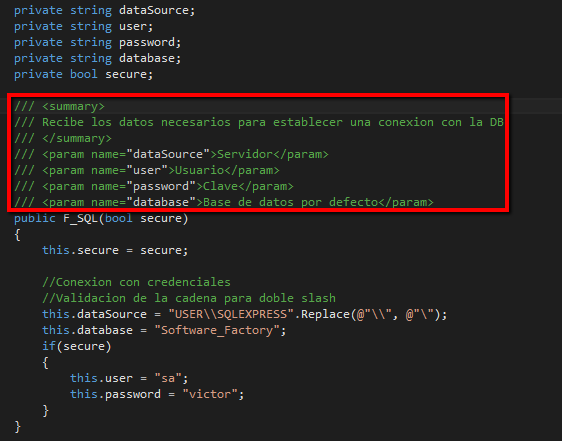 private string dataSource;
private string user;
private string password;
private string database;
private bool secure;
/// <summary>
/// Recibe los datos necesarios para establecer una conexion con la DB
/// </summary>
/// <param name="dataSource">Servidor</param>
/// <param name="user">Usuario</param>
/// <param name="password">Clave</param>
/// <param name="database">Base de datos por defecto</param>
public F_SQL(bool secure)
{
this.secure = secure;
//Conexion con credenciales
//Validacion de la cadena para doble slash
this.dataSource = "USER\\SQLEXPRESS".Replace(@"\\", @"\");
this.database = "Software_Factory";
if(secure)
{
this.user = "sa";
this.password = "victor";
}
}